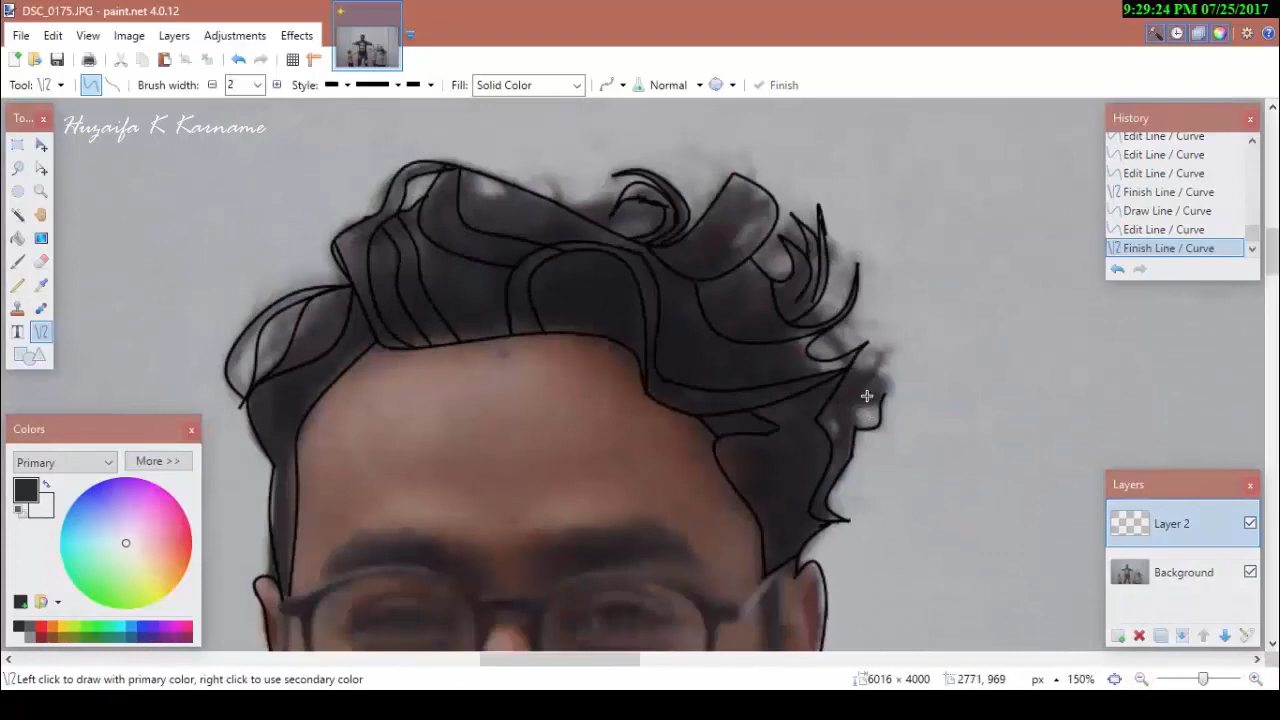 DSC_0175.JPG - paint.net 4.0.12
9:29:24 PM 07/25/2017
File Edit View Image Layers Adjustments Effects
Tool: Brush width: 2 Style: Fill: Solid Color Normal Finish
To... x
Huzaifa K Karname
History x
Edit Line / Curve
Edit Line / Curve
Edit Line / Curve
Finish Line / Curve
Draw Line / Curve
Edit Line / Curve
Finish Line / Curve
Colors x
Primary More >>
Layers x
Layer 2
Background
Left click to draw with primary color, right click to use secondary color
6016 × 4000 2771, 969 px 150%